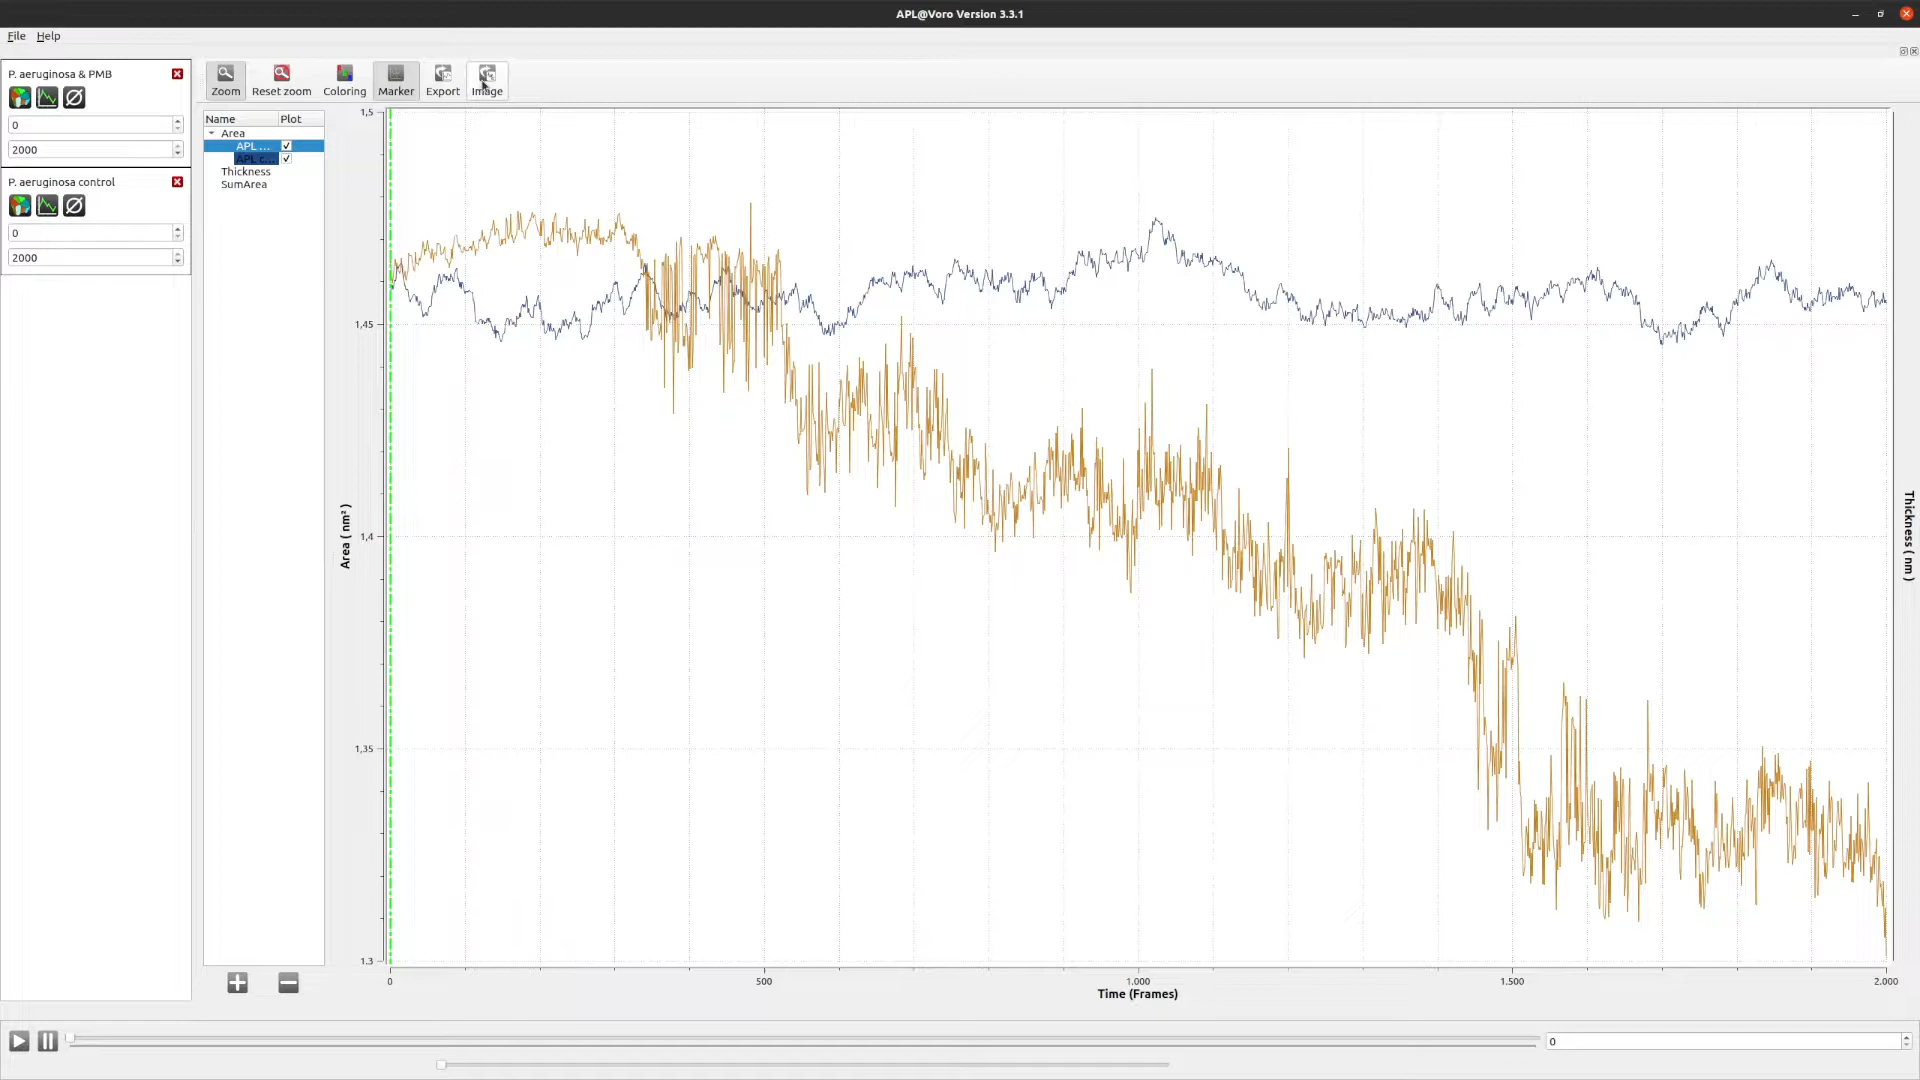 APL@Voro Version 3.3.1
File Help
P. aeruginosa & PMB
0
2000
P. aeruginosa control
0
2000
Zoom Reset zoom Coloring Marker Export Image
Name Plot
Area
APL ...
APL c...
Thickness
SumArea
1,5
1,45
1,4
1,35
1,3
Area ( nm² )
Thickness ( nm )
0 500 1.000 1.500 2.000
Time (Frames)
0